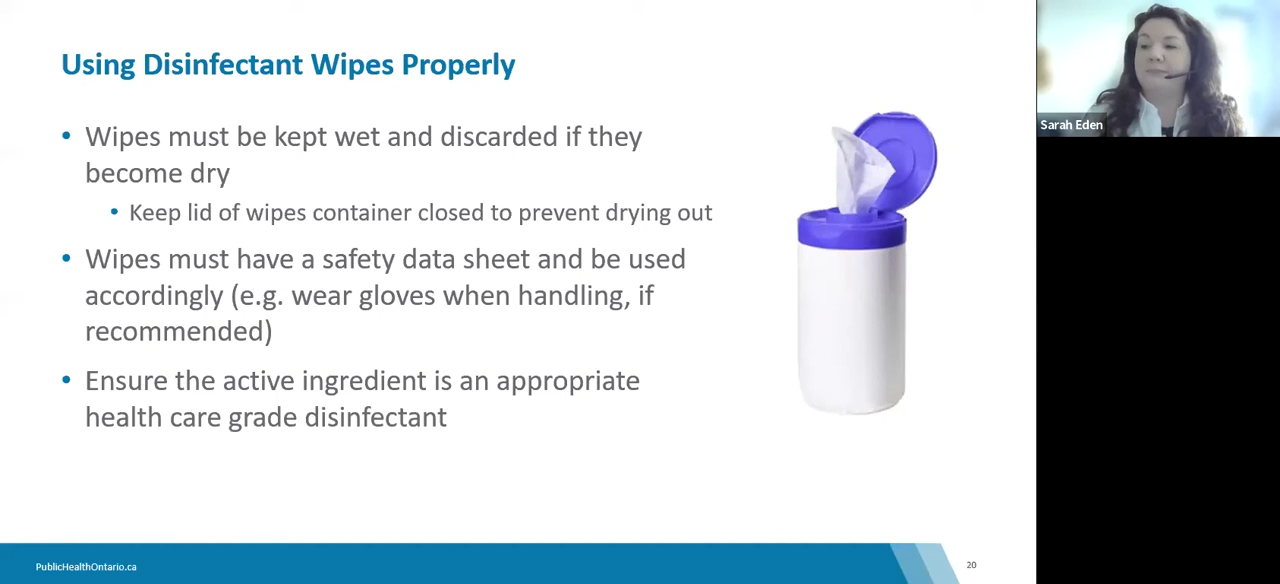 Using Disinfectant Wipes Properly
• Wipes must be kept wet and discarded if they
become dry
• Keep lid of wipes container closed to prevent drying out
• Wipes must have a safety data sheet and be used
accordingly (e.g. wear gloves when handling, if
recommended)
• Ensure the active ingredient is an appropriate
health care grade disinfectant
PublicHealthOntario.ca
20
Sarah Eden